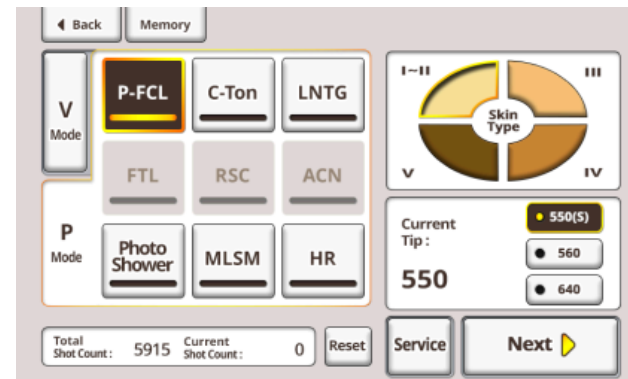 Back
Memory
V
Mode
P-FCL
C-Ton
LNTG
FTL
RSC
ACN
P
Mode
Photo
Shower
MLSM
HR
I~II
III
Skin
Type
V
IV
Current
Tip :
550
550(S)
560
640
Total
Shot Count :
5915
Current
Shot Count :
0
Reset
Service
Next